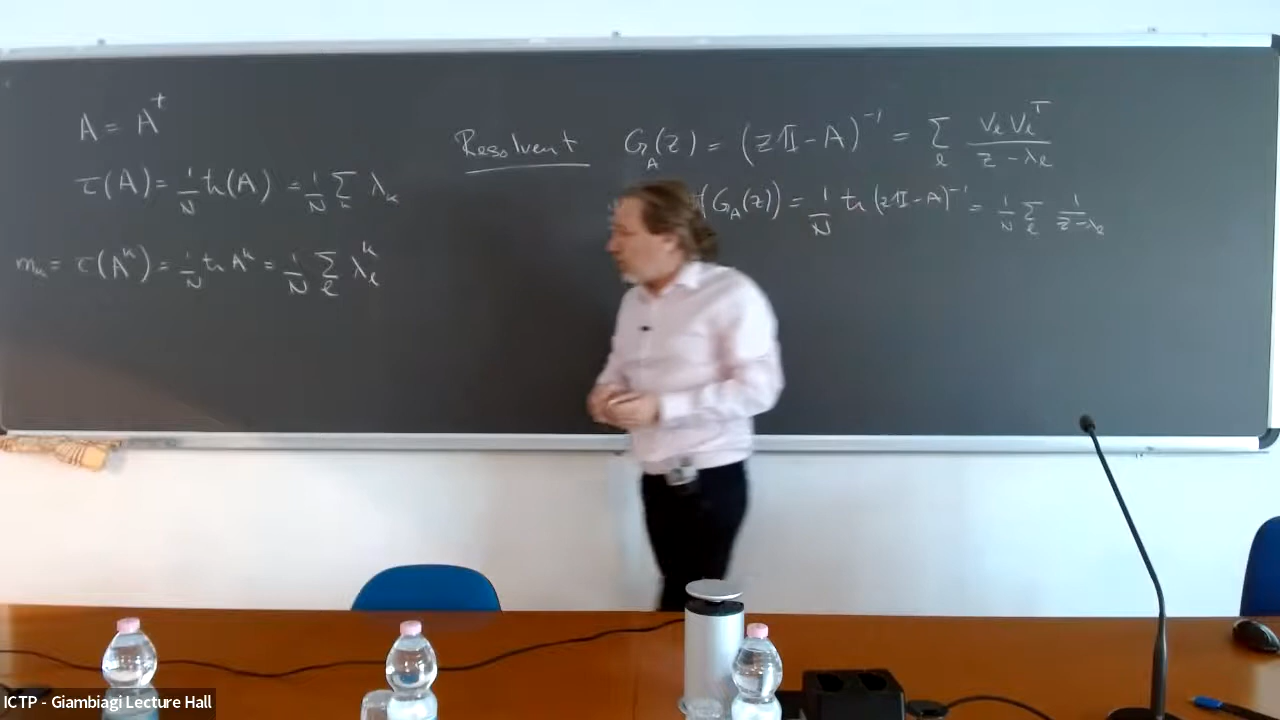 A = A†
τ(A) = 1/N tr(A) = 1/N Σ_k λ_k
m_k = τ(A^k) = 1/N tr A^k = 1/N Σ_ℓ λ_ℓ^k
Resolvent G_A(z) = (z𝟙 - A)^{-1} = Σ_ℓ v_ℓ v_ℓ^T / (z - λ_ℓ)
(G_A(z)) = 1/N tr (z𝟙 - A)^{-1} = 1/N Σ_ℓ 1/(z - λ_ℓ)
ICTP - Giambiagi Lecture Hall